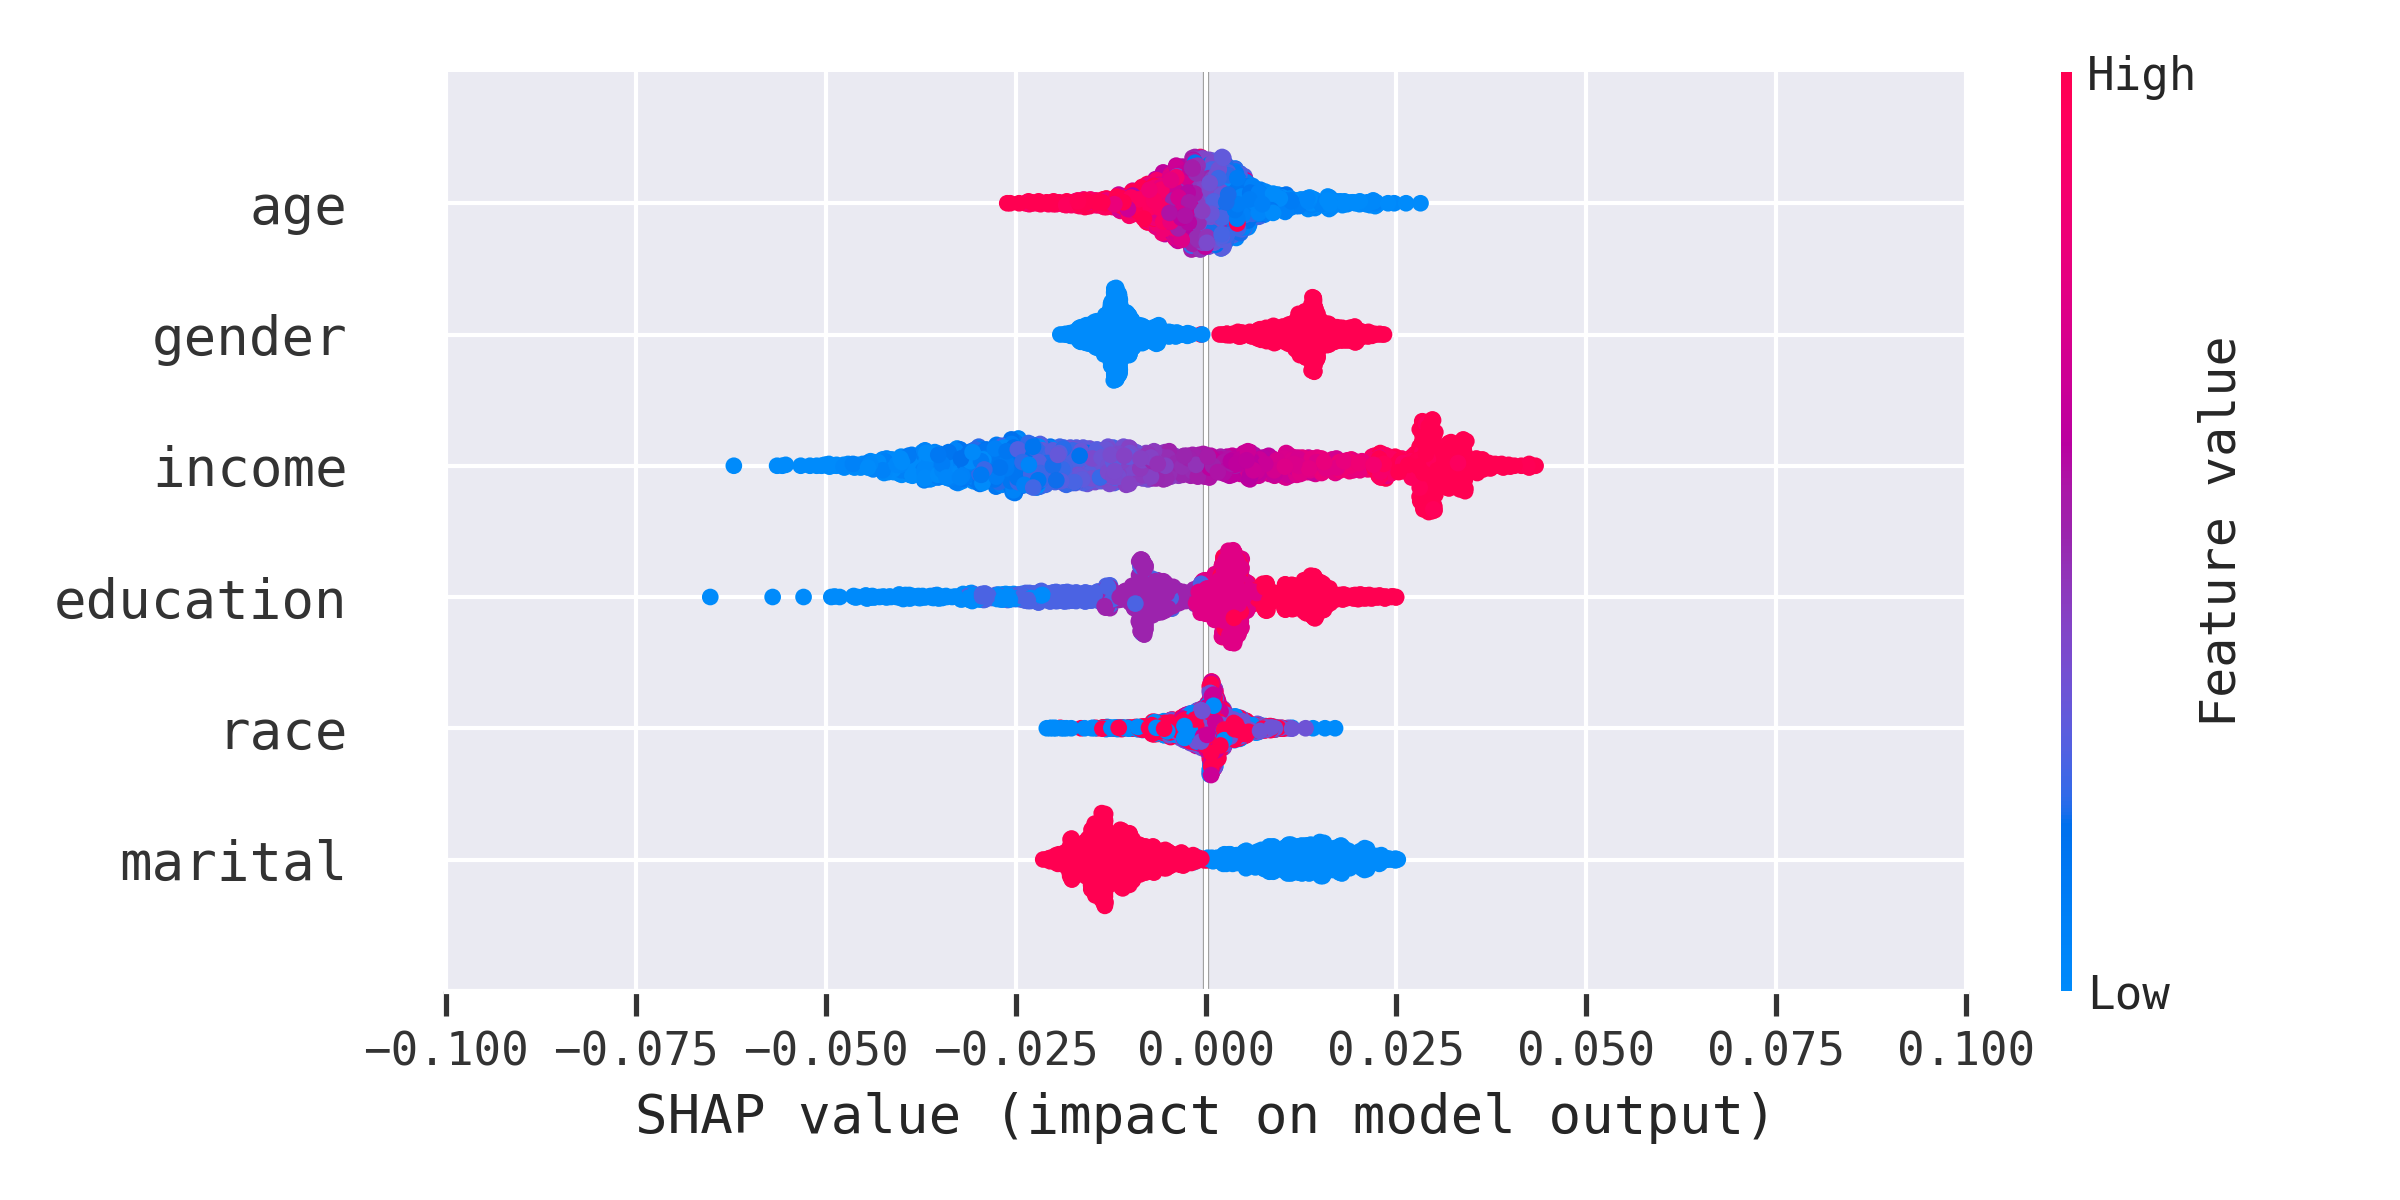 High
age
gender
income
education
race
marital
Feature value
Low
−0.100 −0.075 −0.050 −0.025 0.000 0.025 0.050 0.075 0.100
SHAP value (impact on model output)